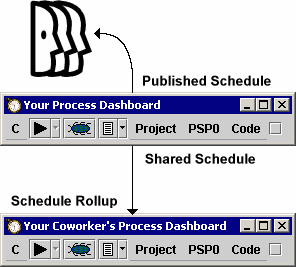 Published Schedule
Your Process Dashboard
C Project PSP0 Code
Shared Schedule
Schedule Rollup
Your Coworker's Process Dashboard
C Project PSP0 Code